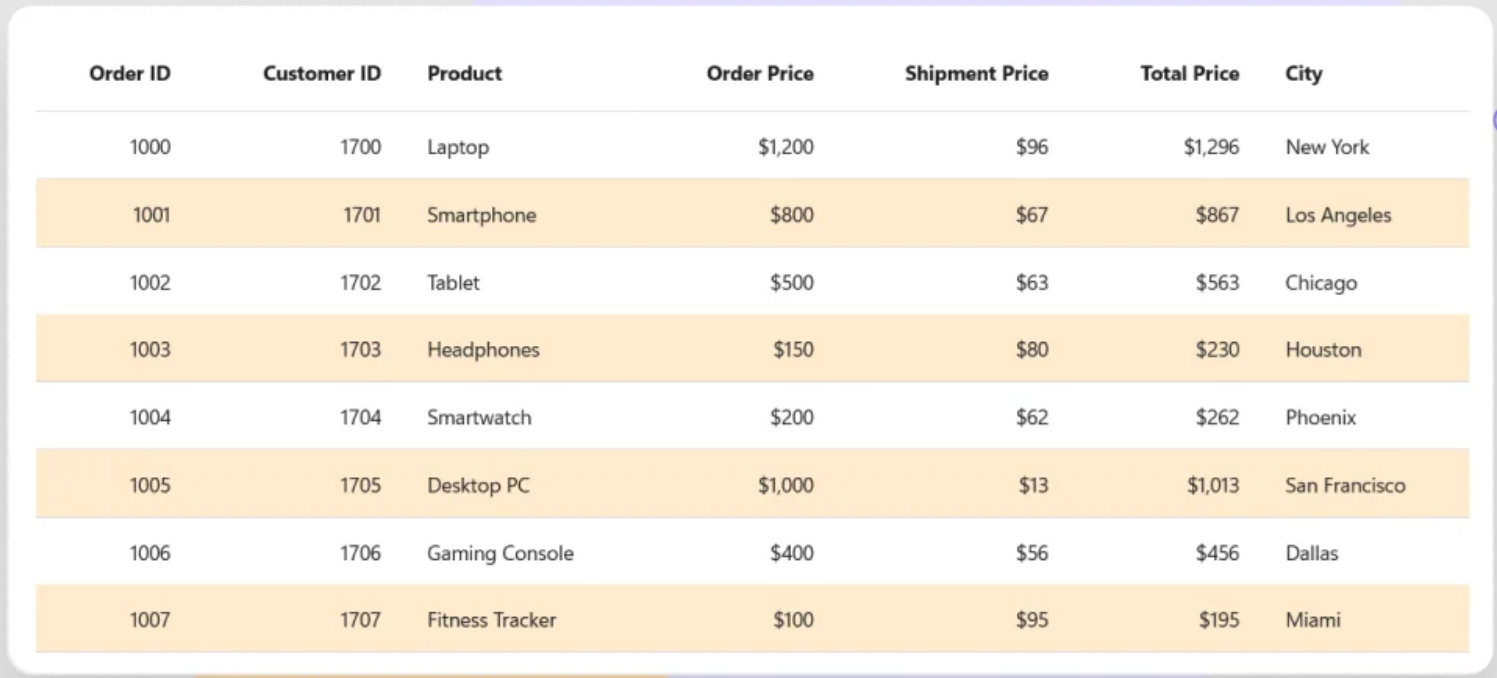 Order ID Customer ID Product Order Price Shipment Price Total Price City
1000 1700 Laptop $1,200 $96 $1,296 New York
1001 1701 Smartphone $800 $67 $867 Los Angeles
1002 1702 Tablet $500 $63 $563 Chicago
1003 1703 Headphones $150 $80 $230 Houston
1004 1704 Smartwatch $200 $62 $262 Phoenix
1005 1705 Desktop PC $1,000 $13 $1,013 San Francisco
1006 1706 Gaming Console $400 $56 $456 Dallas
1007 1707 Fitness Tracker $100 $95 $195 Miami